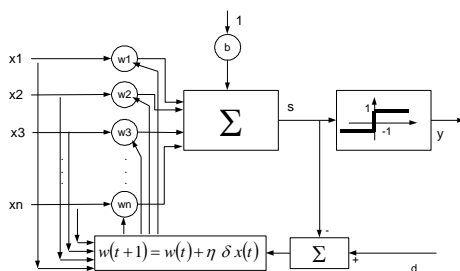 1
b
x1
w1
x2
w2
x3
w3
Σ
s
1
-1
y
xn
wn
w(t+1) = w(t) + η δ x(t)
Σ
-
+
d